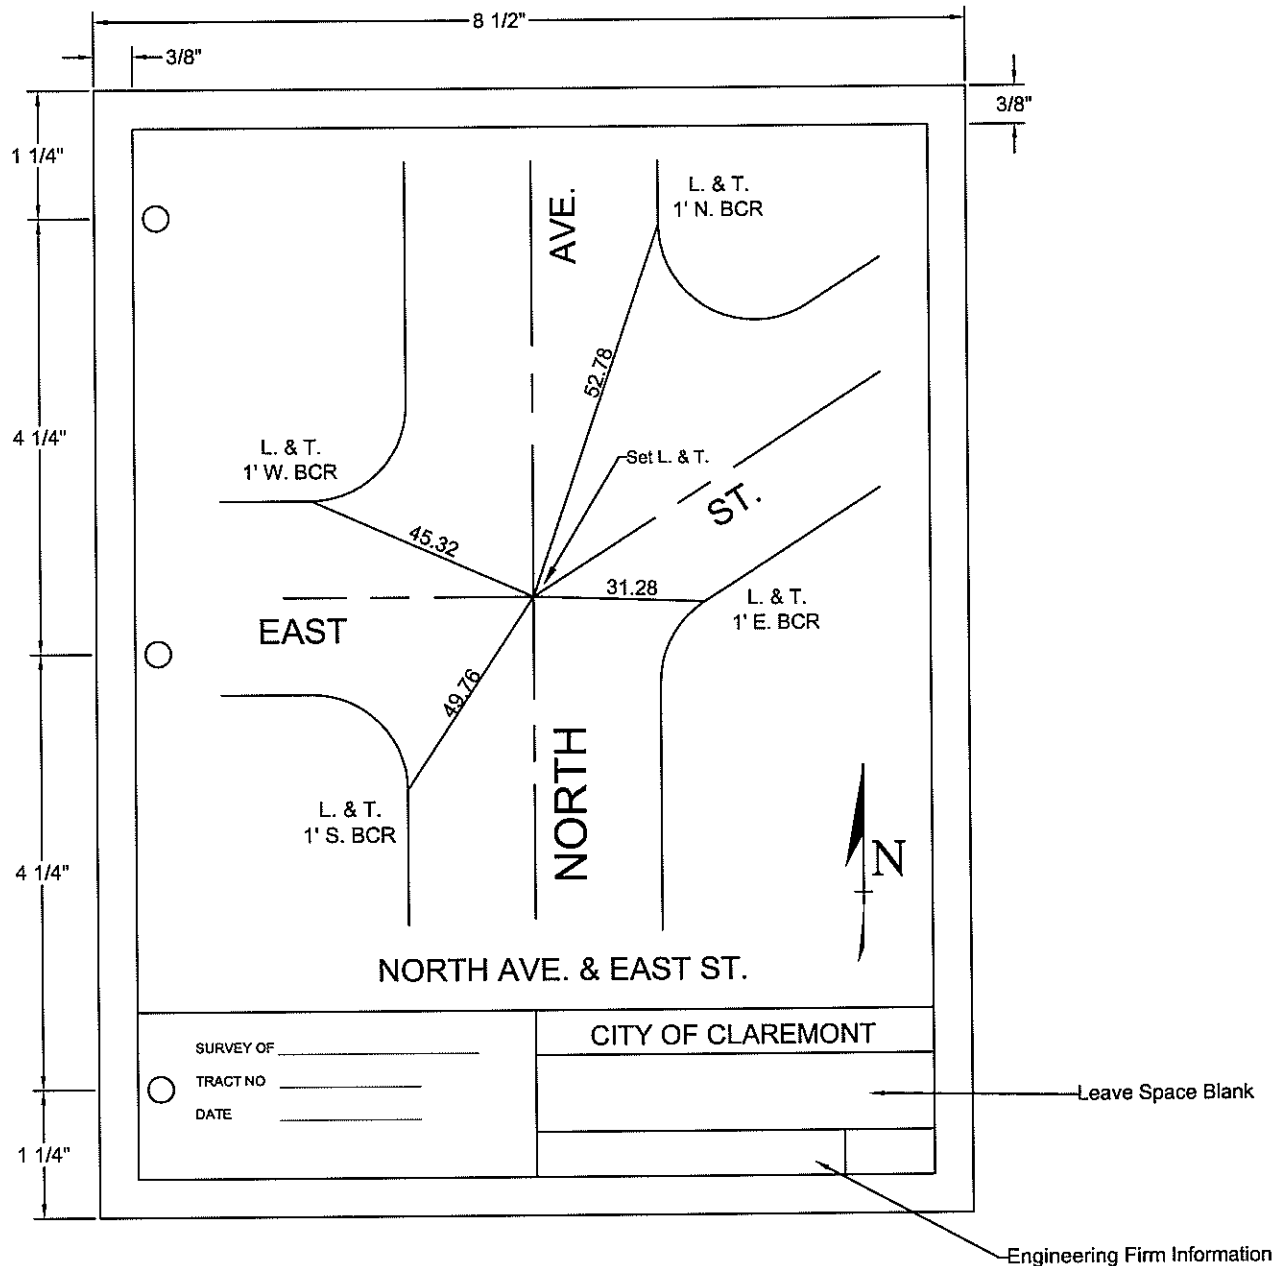 8 1/2"
3/8"
3/8"
1 1/4"
L. & T.
1' N. BCR
AVE.
52.78
4 1/4"
L. & T.
1' W. BCR
Set L. & T.
ST.
45.32
31.28
L. & T.
1' E. BCR
EAST
49.76
NORTH
L. & T.
1' S. BCR
4 1/4"
N
NORTH AVE. & EAST ST.
CITY OF CLAREMONT
SURVEY OF
TRACT NO
DATE
Leave Space Blank
1 1/4"
Engineering Firm Information